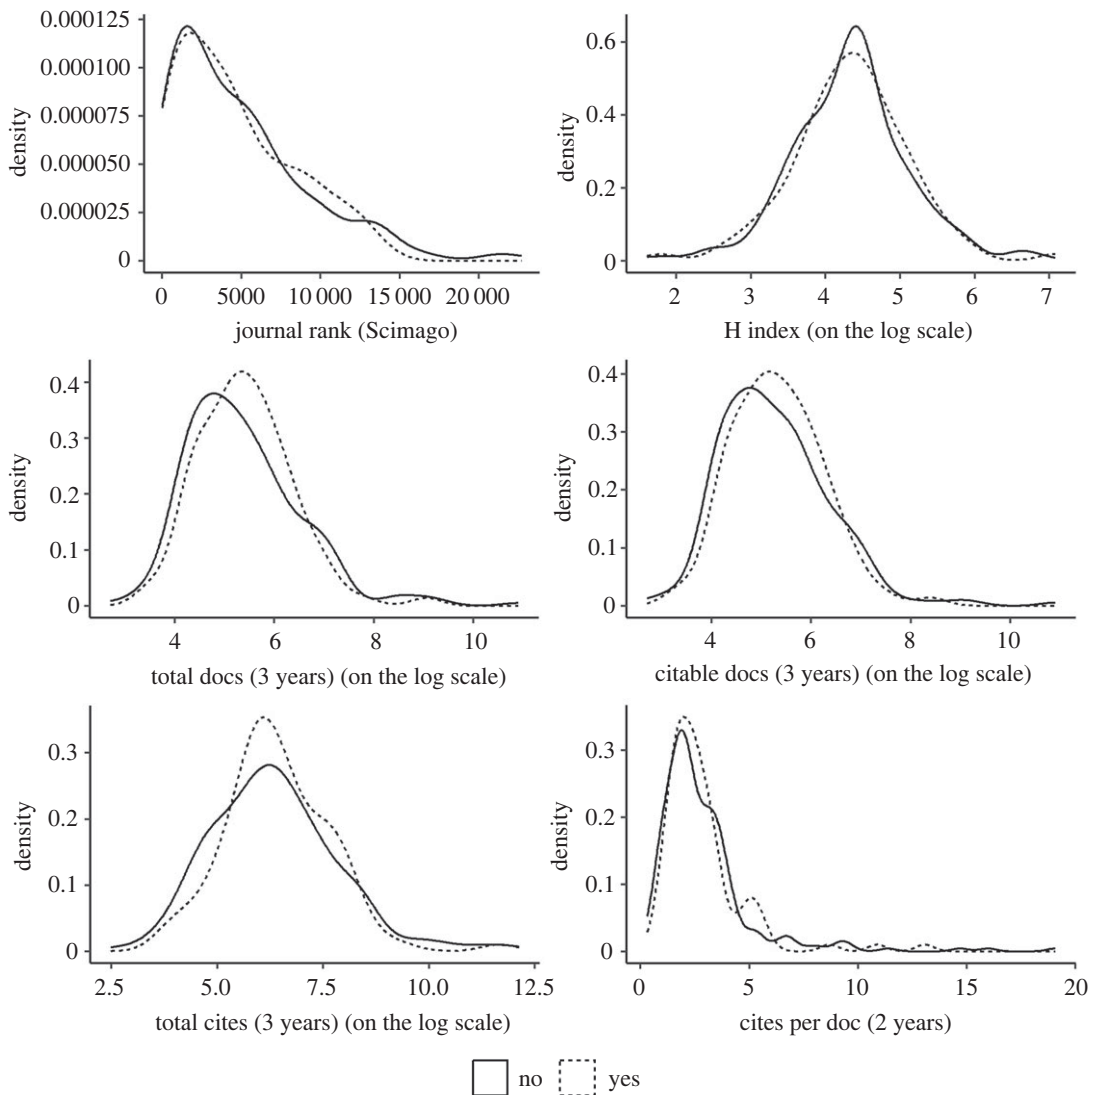 0.000125
0.000100
0.000075
0.000050
0.000025
0
density
0 5000 10 000 15 000 20 000
journal rank (Scimago)
0.6
0.4
0.2
0
density
2 3 4 5 6 7
H index (on the log scale)
0.4
0.3
0.2
0.1
0
density
4 6 8 10
total docs (3 years) (on the log scale)
0.4
0.3
0.2
0.1
0
density
4 6 8 10
citable docs (3 years) (on the log scale)
0.3
0.2
0.1
0
density
2.5 5.0 7.5 10.0 12.5
total cites (3 years) (on the log scale)
0.3
0.2
0.1
0
density
0 5 10 15 20
cites per doc (2 years)
no yes